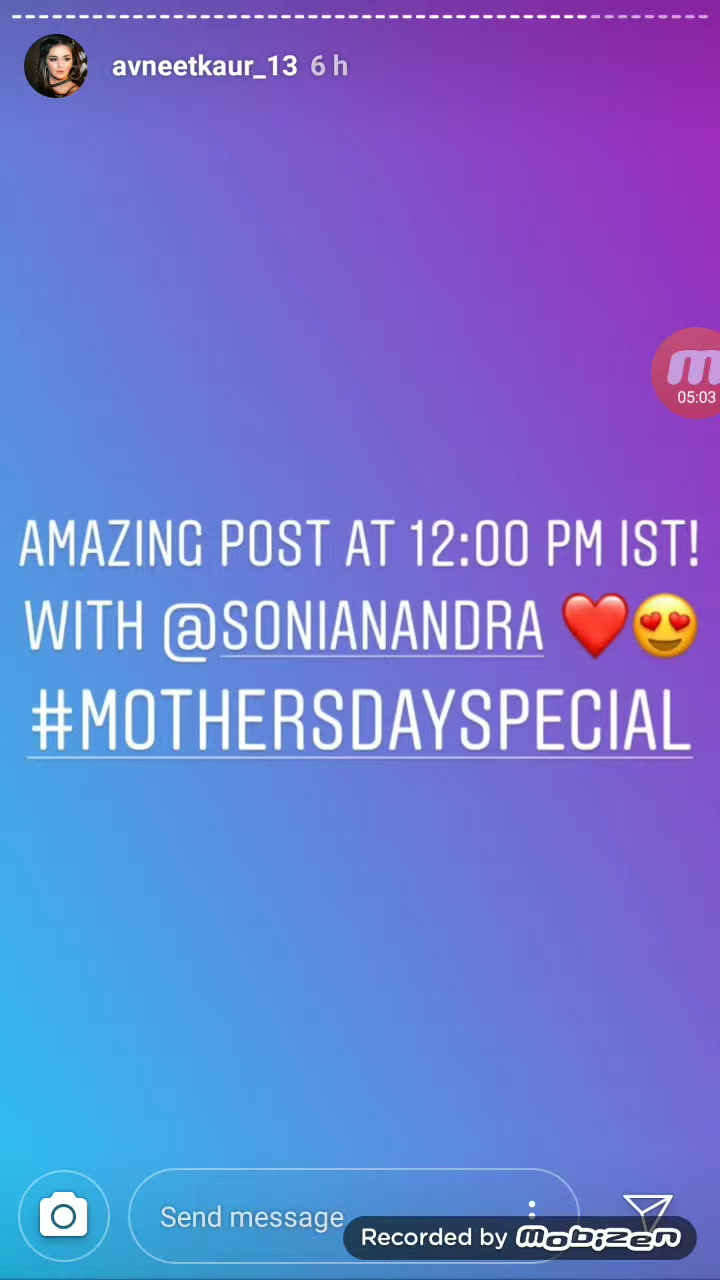 avneetkaur_13 6 h
m
05:03
AMAZING POST AT 12:00 PM IST!
WITH @SONIANANDRA ❤️😍
#MOTHERSDAYSPECIAL
Send message
Recorded by mobizen